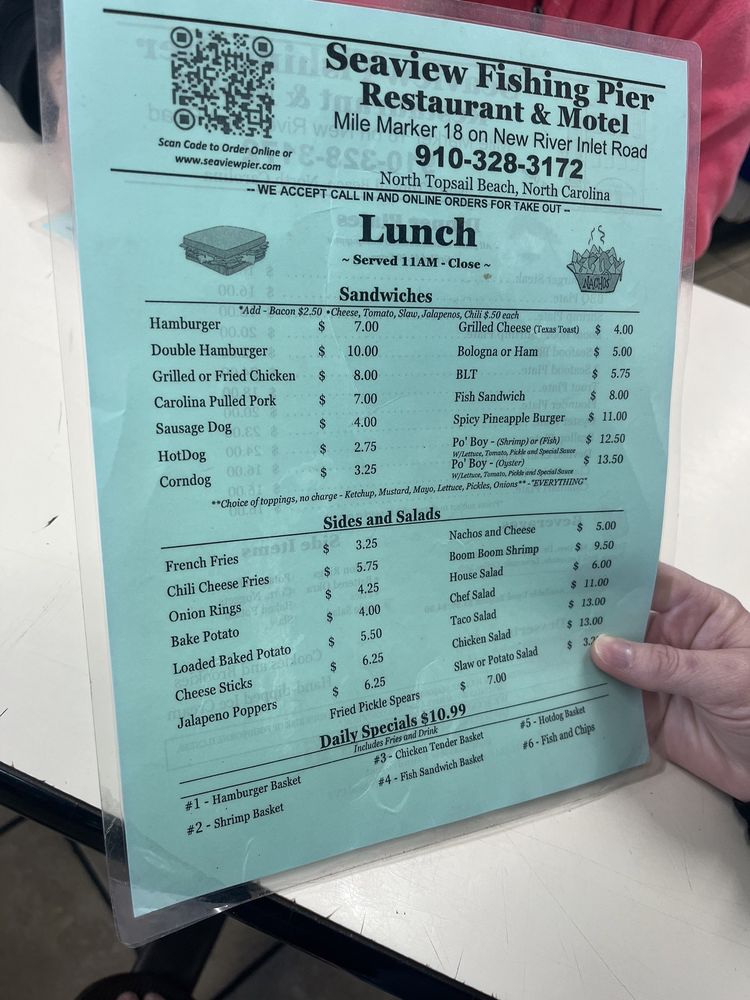 Seaview Fishing Pier
Restaurant & Motel
Mile Marker 18 on New River Inlet Road
910-328-3172
North Topsail Beach, North Carolina
Scan Code to Order Online or
www.seaviewpier.com
-- WE ACCEPT CALL IN AND ONLINE ORDERS FOR TAKE OUT --
Lunch
~ Served 11AM - Close ~
NACHOS
Sandwiches
*Add - Bacon $2.50 •Cheese, Tomato, Slaw, Jalapenos, Chili $.50 each
Hamburger $ 7.00
Double Hamburger $ 10.00
Grilled or Fried Chicken $ 8.00
Carolina Pulled Pork $ 7.00
Sausage Dog $ 4.00
HotDog $ 2.75
Corndog $ 3.25
Grilled Cheese (Texas Toast) $ 4.00
Bologna or Ham $ 5.00
BLT $ 5.75
Fish Sandwich $ 8.00
Spicy Pineapple Burger $ 11.00
Po' Boy - (Shrimp) or (Fish) $ 12.50
W/Lettuce, Tomato, Pickle and Special Sauce
Po' Boy - (Oyster) $ 13.50
W/Lettuce, Tomato, Pickle and Special Sauce
**Choice of toppings, no charge - Ketchup, Mustard, Mayo, Lettuce, Pickles, Onions** - "EVERYTHING"
Sides and Salads
French Fries $ 3.25
Chili Cheese Fries $ 5.75
Onion Rings $ 4.25
Bake Potato $ 4.00
Loaded Baked Potato $ 5.50
Cheese Sticks $ 6.25
Jalapeno Poppers $ 6.25
Nachos and Cheese $ 5.00
Boom Boom Shrimp $ 9.50
House Salad $ 6.00
Chef Salad $ 11.00
Taco Salad $ 13.00
Chicken Salad $ 13.00
Slaw or Potato Salad $
Fried Pickle Spears $ 7.00
Daily Specials $10.99
Includes Fries and Drink
#1 - Hamburger Basket
#2 - Shrimp Basket
#3 - Chicken Tender Basket
#4 - Fish Sandwich Basket
#5 - Hotdog Basket
#6 - Fish and Chips